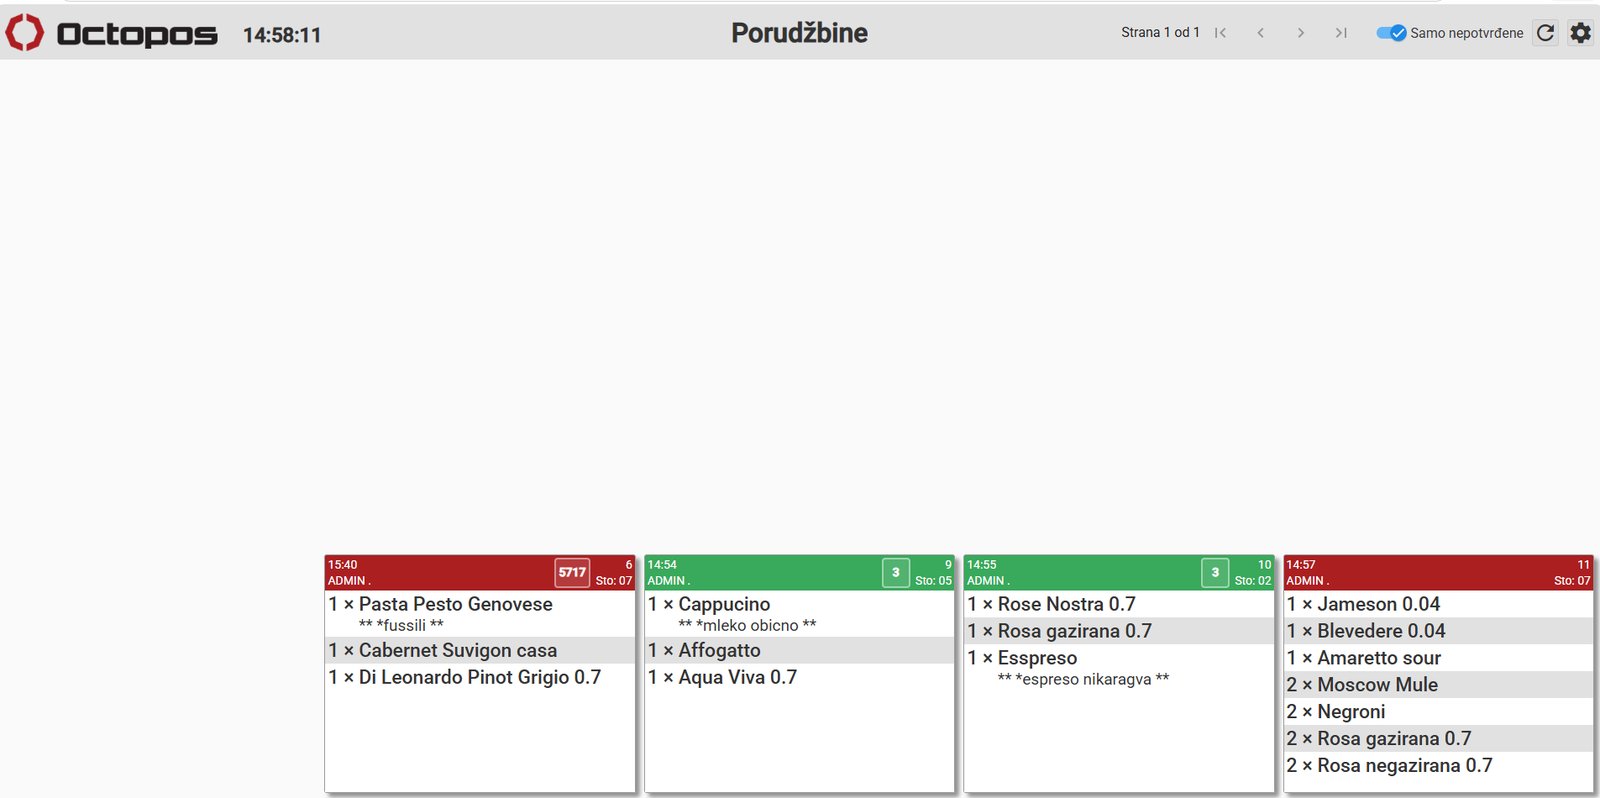 Octopos 14:58:11 Porudžbine Strana 1 od 1 Samo nepotvrđene
15:40 5717 6
ADMIN . Sto: 07
1 × Pasta Pesto Genovese
** *fussili **
1 × Cabernet Suvigon casa
1 × Di Leonardo Pinot Grigio 0.7
14:54 3 9
ADMIN . Sto: 05
1 × Cappucino
** *mleko obicno **
1 × Affogatto
1 × Aqua Viva 0.7
14:55 3 10
ADMIN . Sto: 02
1 × Rose Nostra 0.7
1 × Rosa gazirana 0.7
1 × Esspreso
** *espreso nikaragva **
14:57 11
ADMIN . Sto: 07
1 × Jameson 0.04
1 × Blevedere 0.04
1 × Amaretto sour
2 × Moscow Mule
2 × Negroni
2 × Rosa gazirana 0.7
2 × Rosa negazirana 0.7